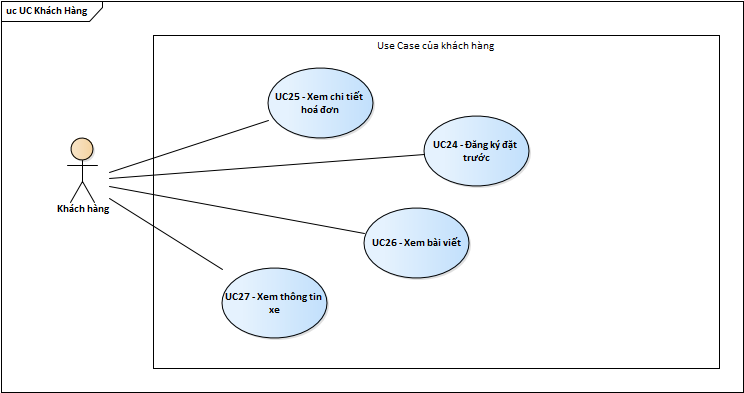 uc UC Khách Hàng
Use Case của khách hàng
UC25 - Xem chi tiết
hoá đơn
UC24 - Đăng ký đặt
trước
Khách hàng
UC26 - Xem bài viết
UC27 - Xem thông tin
xe